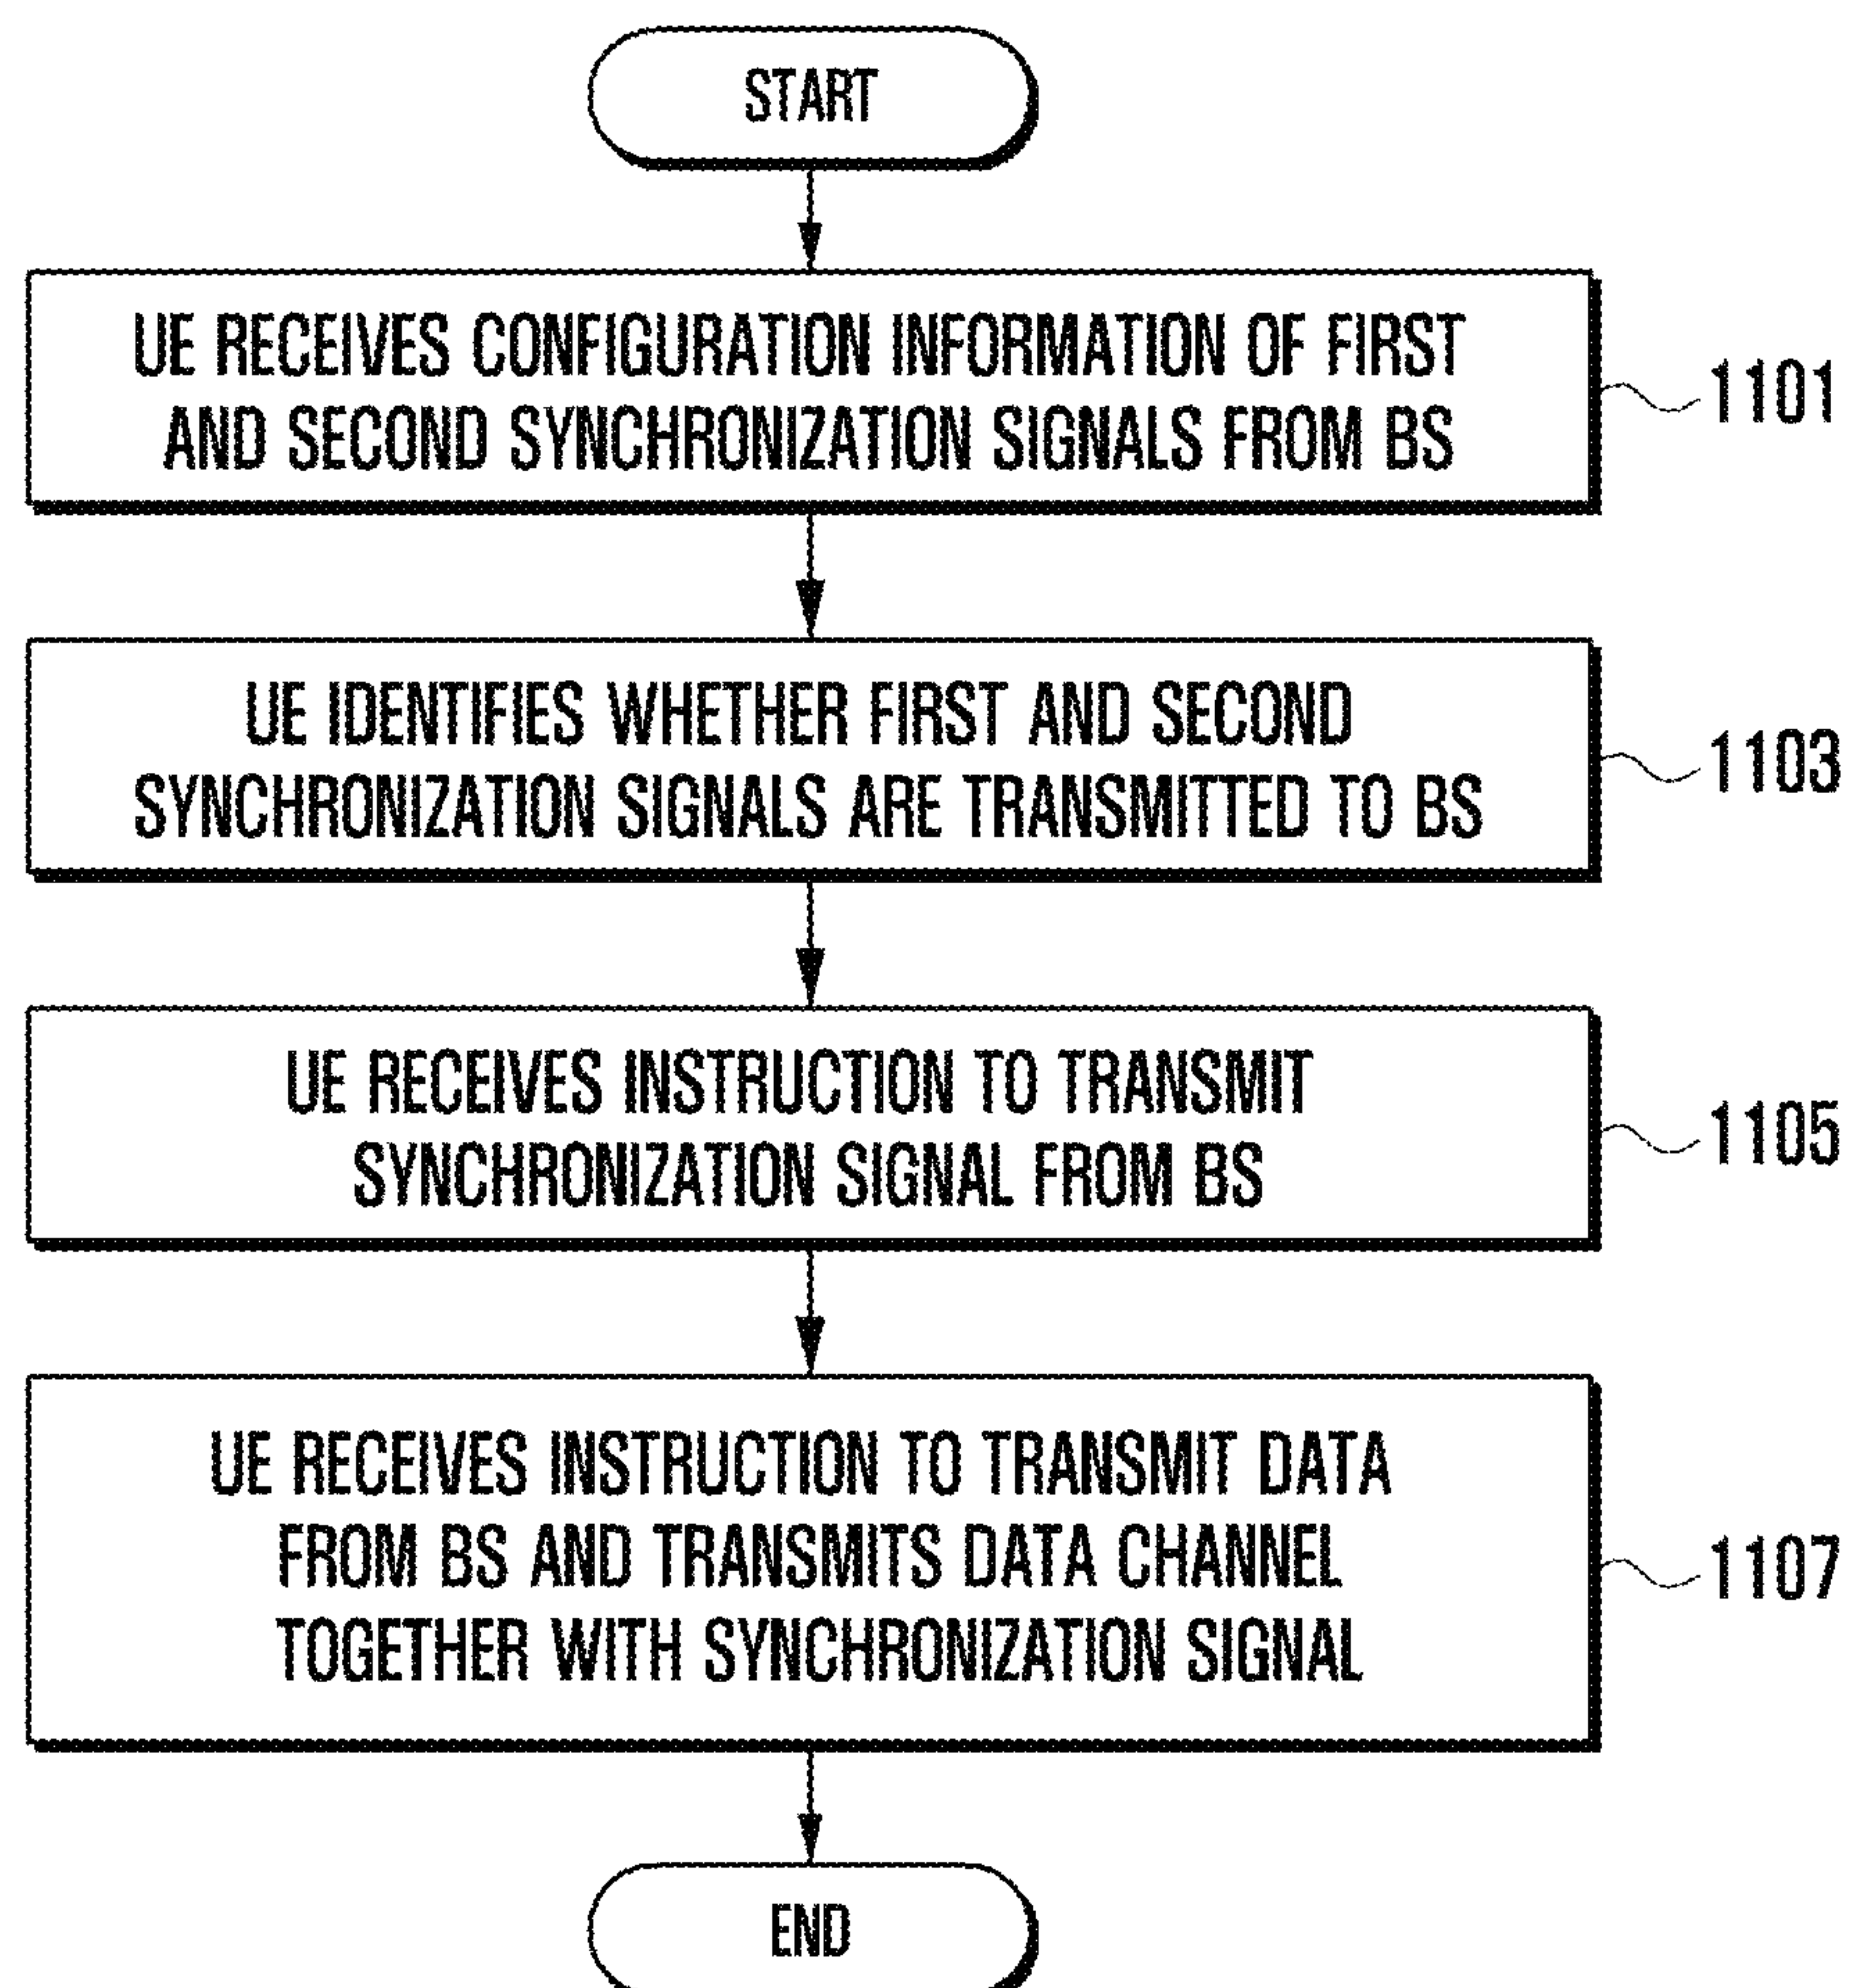 START
UE RECEIVES CONFIGURATION INFORMATION OF FIRST
AND SECOND SYNCHRONIZATION SIGNALS FROM BS
1101
UE IDENTIFIES WHETHER FIRST AND SECOND
SYNCHRONIZATION SIGNALS ARE TRANSMITTED TO BS
1103
UE RECEIVES INSTRUCTION TO TRANSMIT
SYNCHRONIZATION SIGNAL FROM BS
1105
UE RECEIVES INSTRUCTION TO TRANSMIT DATA
FROM BS AND TRANSMITS DATA CHANNEL
TOGETHER WITH SYNCHRONIZATION SIGNAL
1107
END